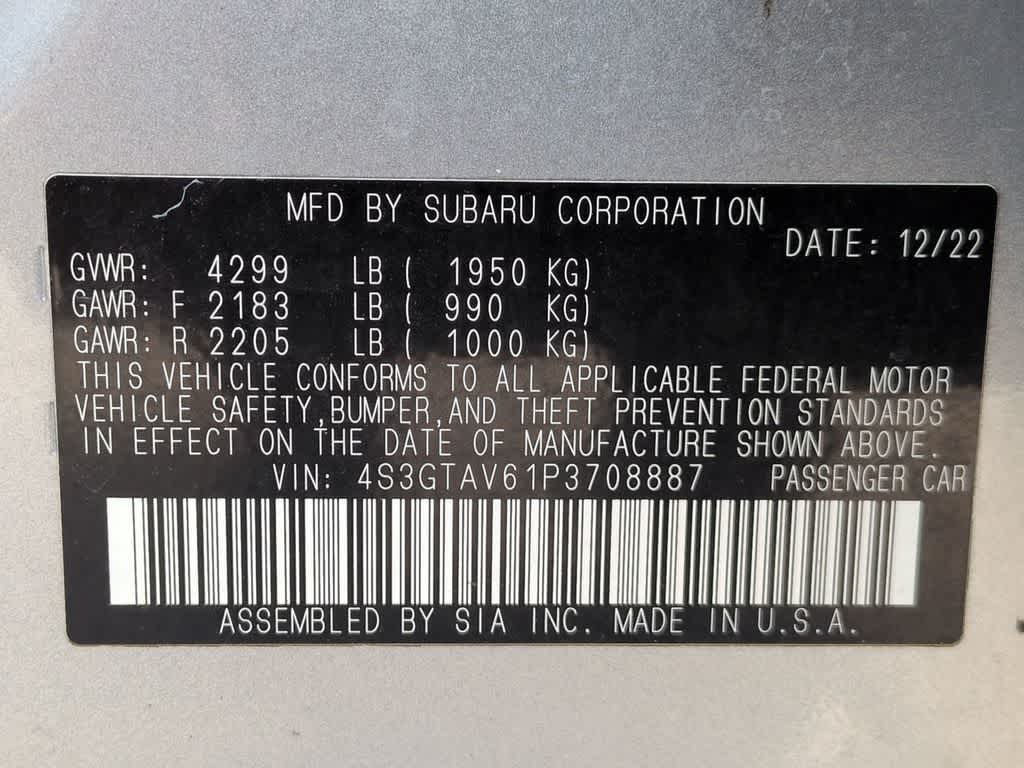 MFD BY SUBARU CORPORATION
DATE: 12/22
GVWR: 4299 LB ( 1950 KG)
GAWR: F 2183 LB ( 990 KG)
GAWR: R 2205 LB ( 1000 KG)
THIS VEHICLE CONFORMS TO ALL APPLICABLE FEDERAL MOTOR
VEHICLE SAFETY,BUMPER,AND THEFT PREVENTION STANDARDS
IN EFFECT ON THE DATE OF MANUFACTURE SHOWN ABOVE.
VIN: 4S3GTAV61P3708887 PASSENGER CAR
ASSEMBLED BY SIA INC. MADE IN U.S.A.